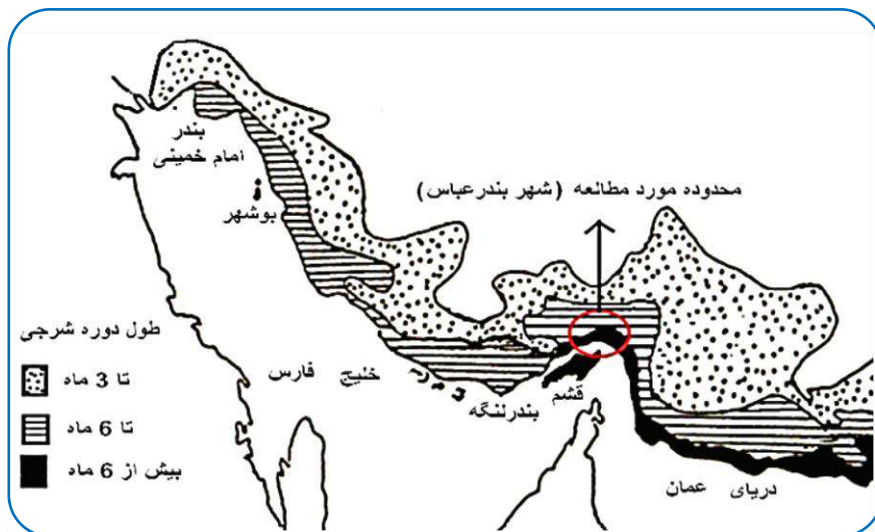 بندر
امام خمینی
محدوده مورد مطالعه (شهر بندرعباس)
بوشهر
طول دوره شرجی
تا 3 ماه
تا 6 ماه
بیش از 6 ماه
خلیج فارس
بندرلنگه
قشم
دریای عمان